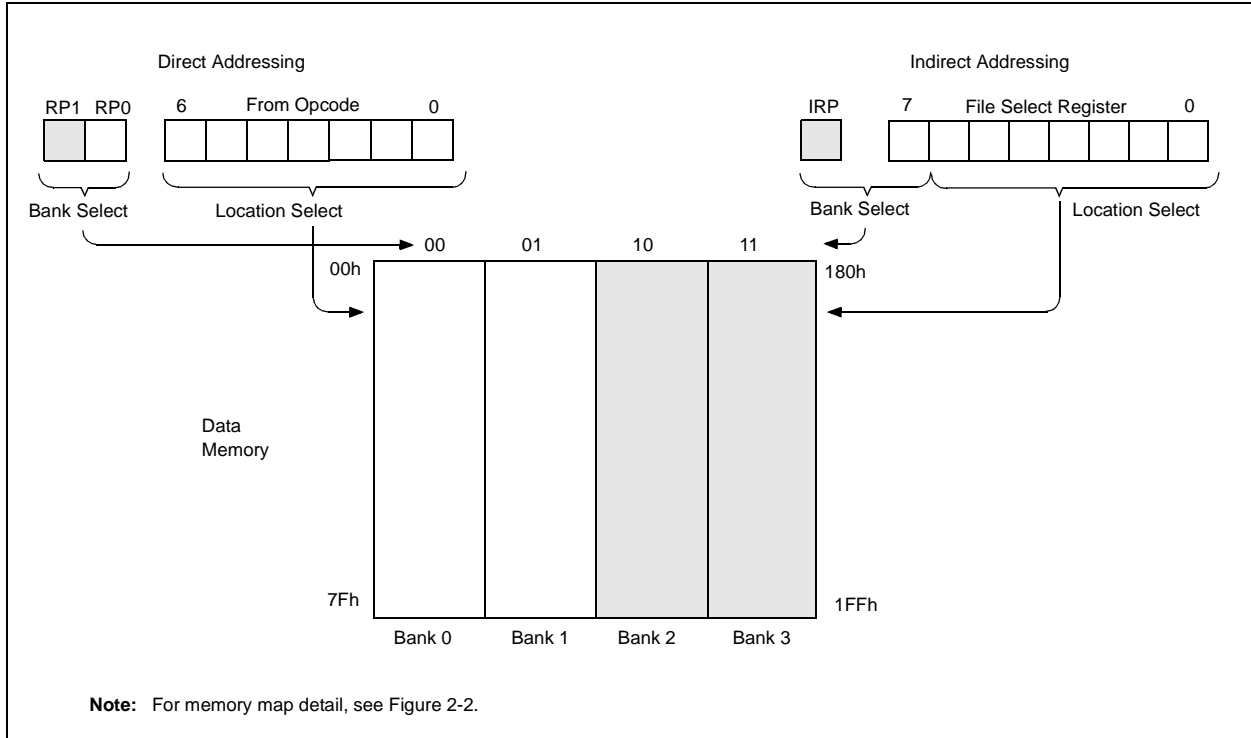 Direct Addressing
Indirect Addressing
RP1 RP0 6 From Opcode 0
IRP 7 File Select Register 0
Bank Select Location Select
Bank Select Location Select
00 01 10 11
00h 180h
Data
Memory
7Fh 1FFh
Bank 0 Bank 1 Bank 2 Bank 3
Note: For memory map detail, see Figure 2-2.